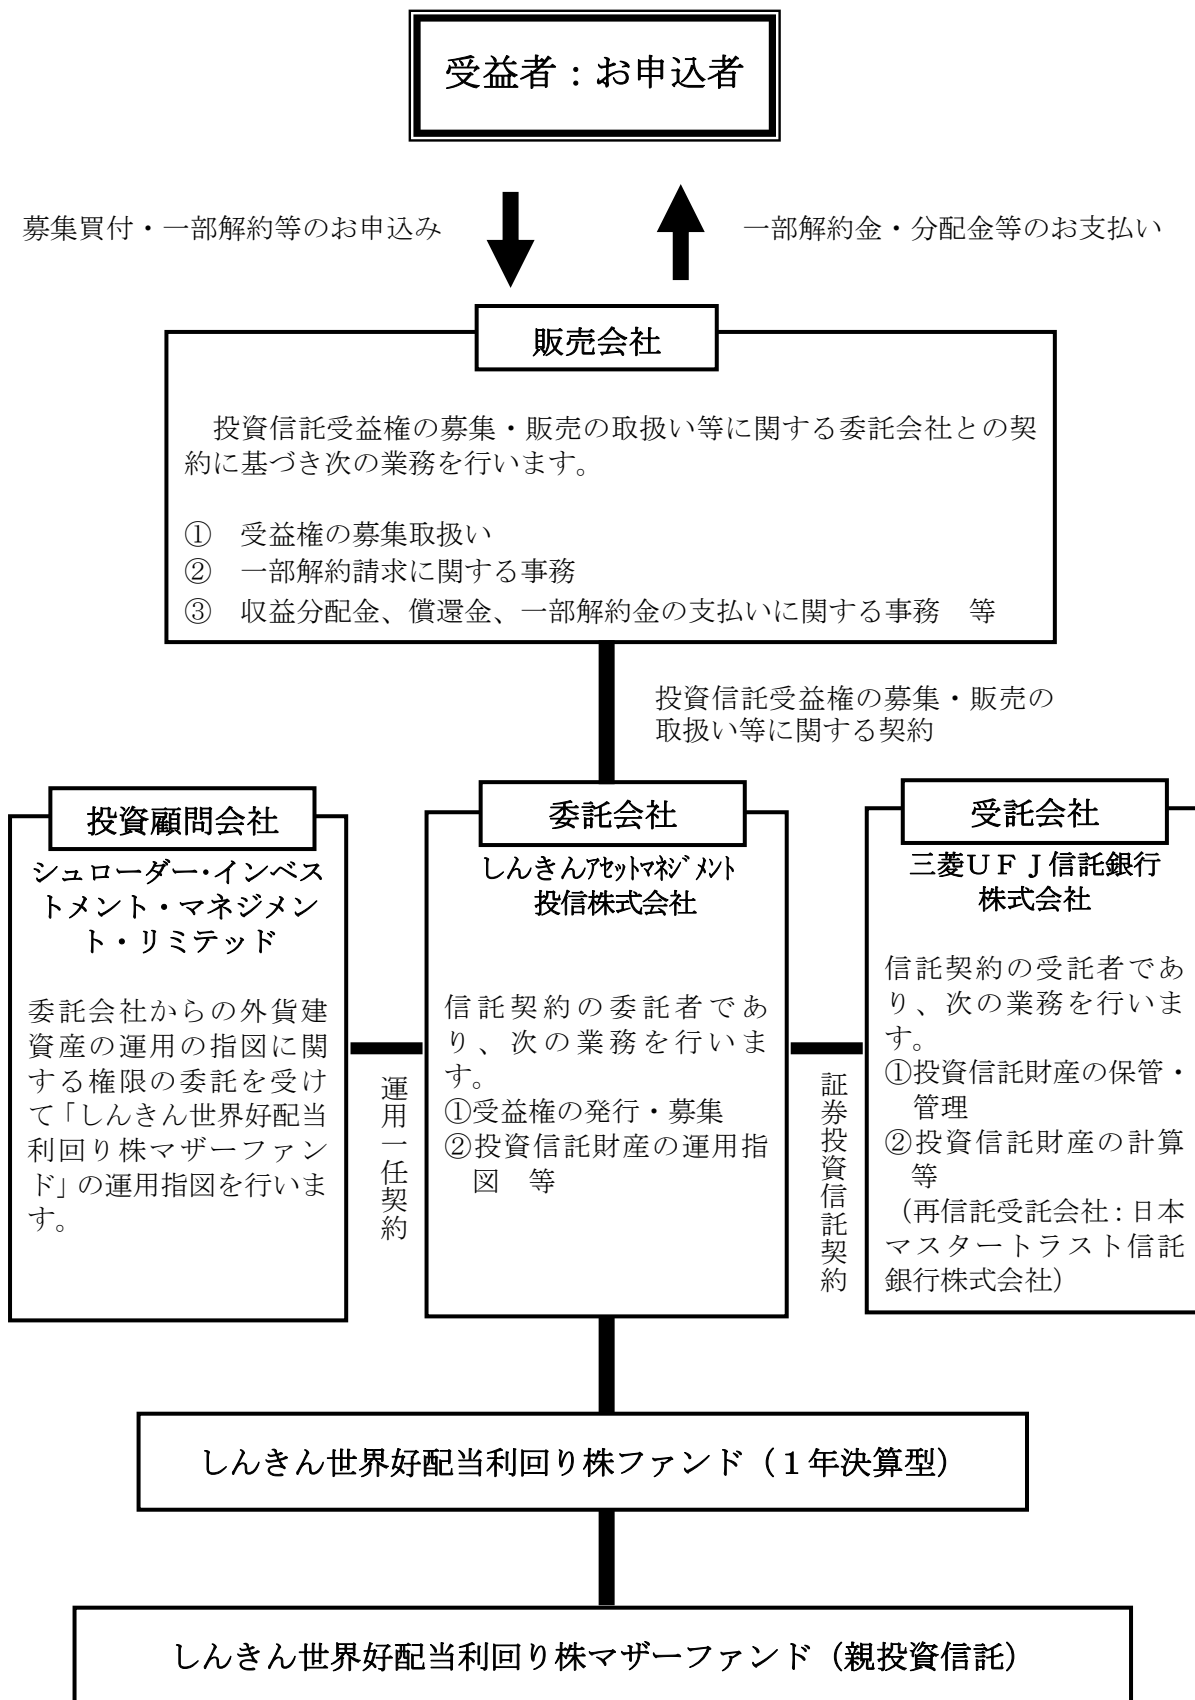 受益者：お申込者
募集買付・一部解約等のお申込み
一部解約金・分配金等のお支払い
販売会社
投資信託受益権の募集・販売の取扱い等に関する委託会社との契
約に基づき次の業務を行います。
①　受益権の募集取扱い
②　一部解約請求に関する事務
③　収益分配金、償還金、一部解約金の支払いに関する事務　等
投資信託受益権の募集・販売の
取扱い等に関する契約
投資顧問会社
シュローダー・インベス
トメント・マネジメン
ト・リミテッド
委託会社からの外貨建
資産の運用の指図に関
する権限の委託を受け
て「しんきん世界好配当
利回り株マザーファン
ド」の運用指図を行いま
す。
運用一任契約
委託会社
しんきんｱｾｯﾄﾏﾈｼﾞﾒﾝﾄ
投信株式会社
信託契約の委託者であ
り、次の業務を行いま
す。
①受益権の発行・募集
②投資信託財産の運用指
図　等
証券投資信託契約
受託会社
三菱ＵＦＪ信託銀行
株式会社
信託契約の受託者であ
り、次の業務を行いま
す。
①投資信託財産の保管・
管理
②投資信託財産の計算
等
（再信託受託会社：日本
マスタートラスト信託
銀行株式会社）
しんきん世界好配当利回り株ファンド（１年決算型）
しんきん世界好配当利回り株マザーファンド（親投資信託）